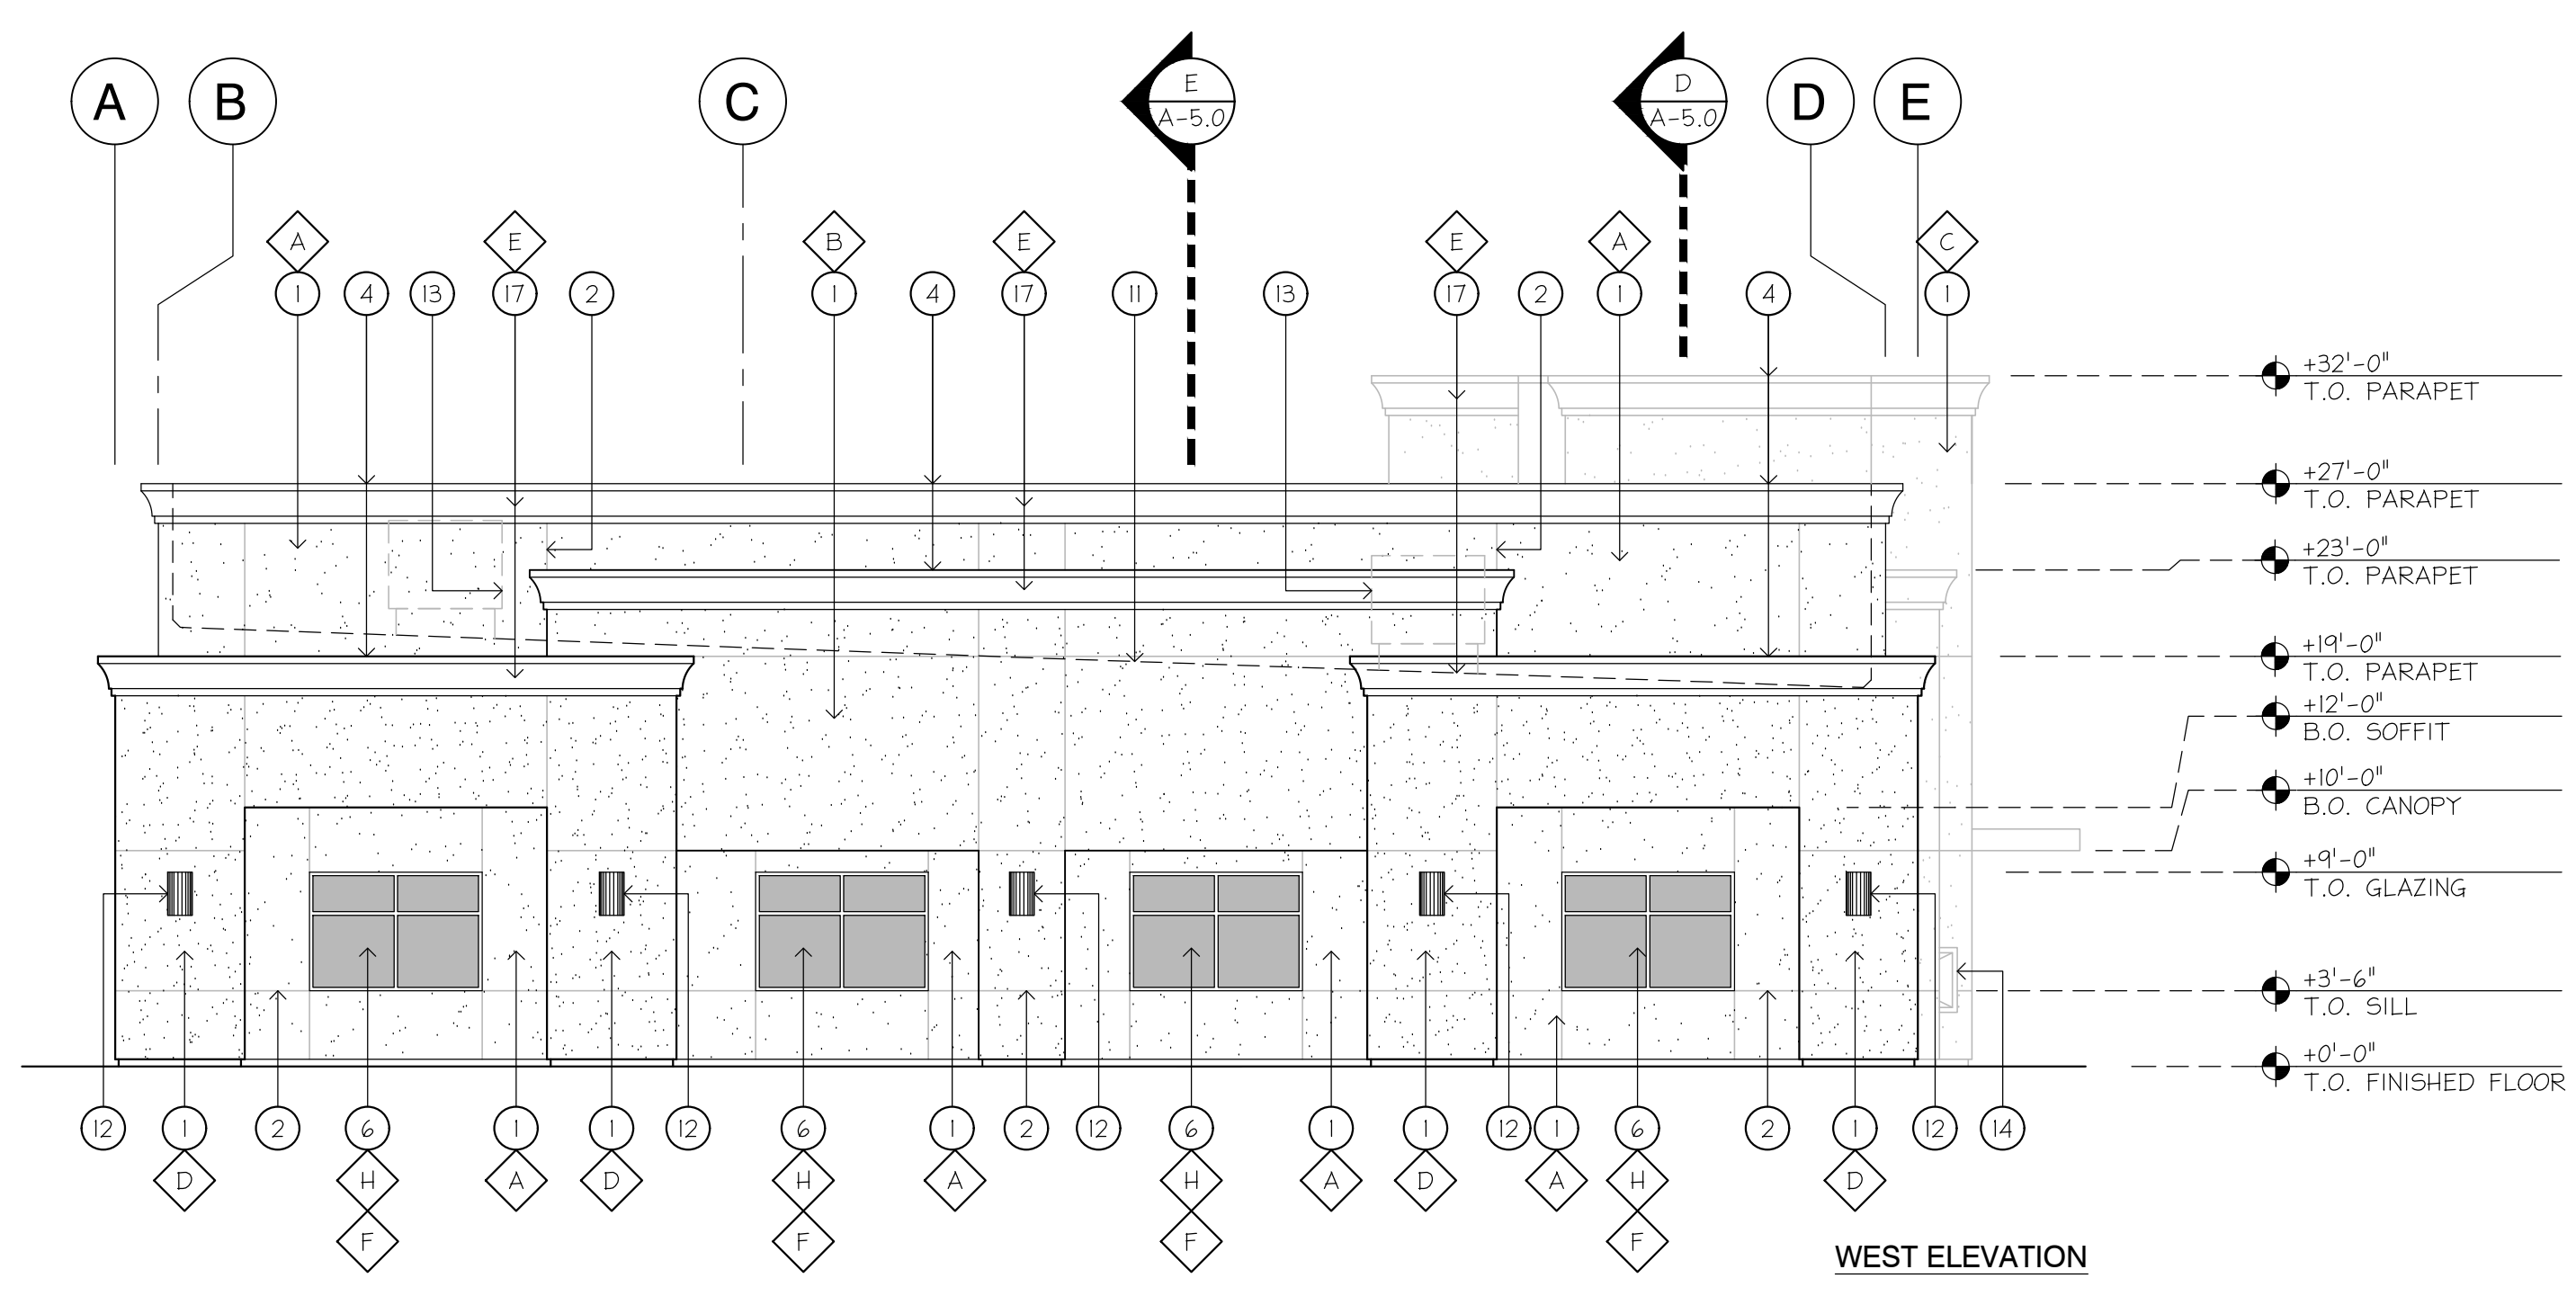 A B C E D D E
A-5.0 A-5.0
A E B E E A C
1 4 13 17 2 1 4 17 11 13 17 2 1 4 1
+32'-0"
T.O. PARAPET
+27'-0"
T.O. PARAPET
+23'-0"
T.O. PARAPET
+19'-0"
T.O. PARAPET
+12'-0"
B.O. SOFFIT
+10'-0"
B.O. CANOPY
+9'-0"
T.O. GLAZING
+3'-6"
T.O. SILL
+0'-0"
T.O. FINISHED FLOOR
12 1 2 6 1 1 12 6 1 2 12 6 1 1 12 1 6 2 1 12 14
D H A D H A H A D A H D
F F F F
WEST ELEVATION